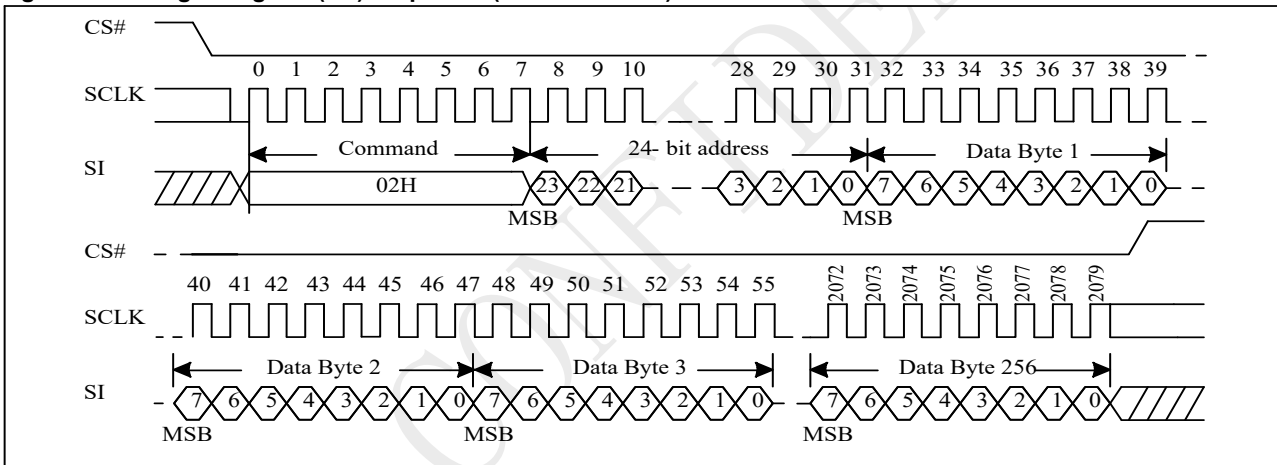 CS#
0 1 2 3 4 5 6 7 8 9 10 28 29 30 31 32 33 34 35 36 37 38 39
SCLK
Command 24- bit address Data Byte 1
SI
02H 23 22 21 3 2 1 0 7 6 5 4 3 2 1 0
MSB MSB
CS#
40 41 42 43 44 45 46 47 48 49 50 51 52 53 54 55 2072 2073 2074 2075 2076 2077 2078 2079
SCLK
Data Byte 2 Data Byte 3 Data Byte 256
SI
7 6 5 4 3 2 1 0 7 6 5 4 3 2 1 0 7 6 5 4 3 2 1 0
MSB MSB MSB